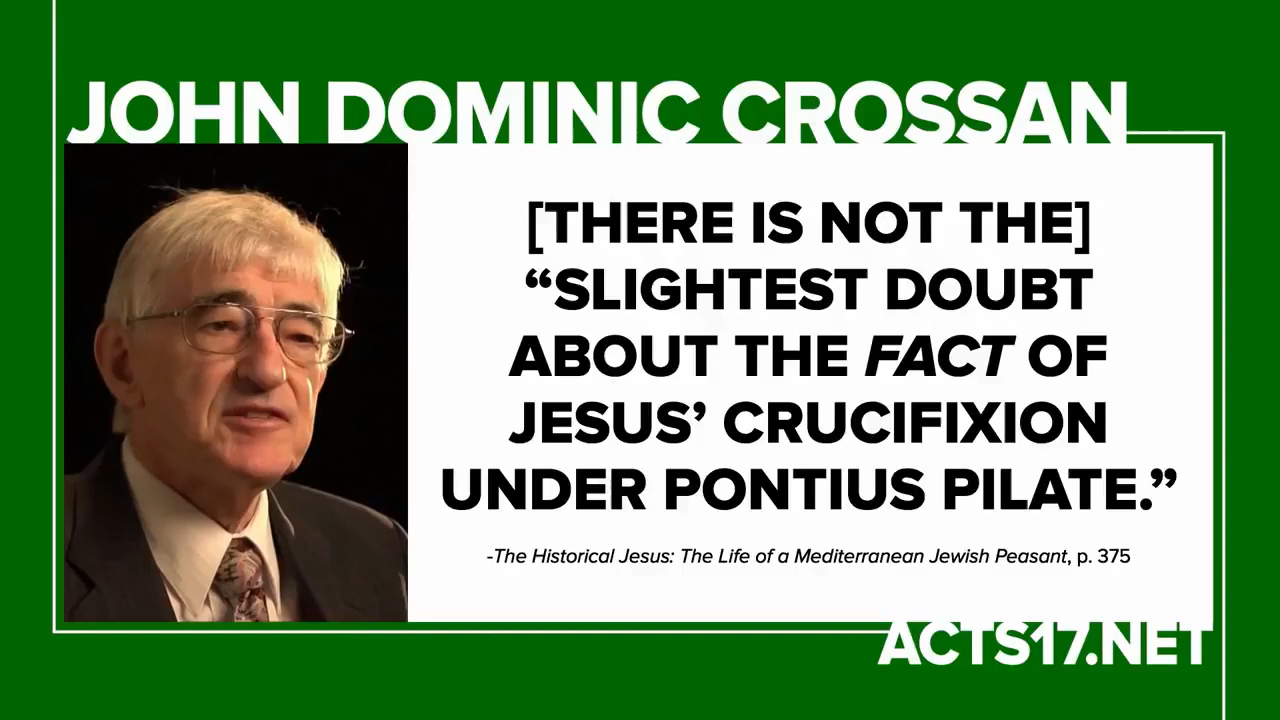 JOHN DOMINIC CROSSAN
[THERE IS NOT THE]
“SLIGHTEST DOUBT
ABOUT THE FACT OF
JESUS’ CRUCIFIXION
UNDER PONTIUS PILATE.”
-The Historical Jesus: The Life of a Mediterranean Jewish Peasant, p. 375
ACTS17.NET